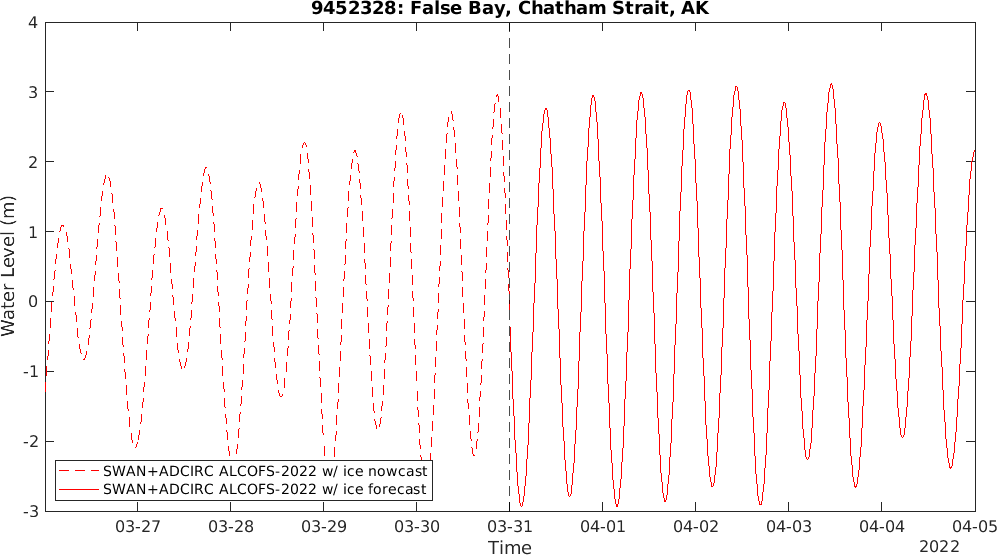 9452328: False Bay, Chatham Strait, AK
4
3
2
1
0
-1
-2
-3
Water Level (m)
SWAN+ADCIRC ALCOFS-2022 w/ ice nowcast
SWAN+ADCIRC ALCOFS-2022 w/ ice forecast
03-27 03-28 03-29 03-30 03-31 04-01 04-02 04-03 04-04 04-05
Time
2022